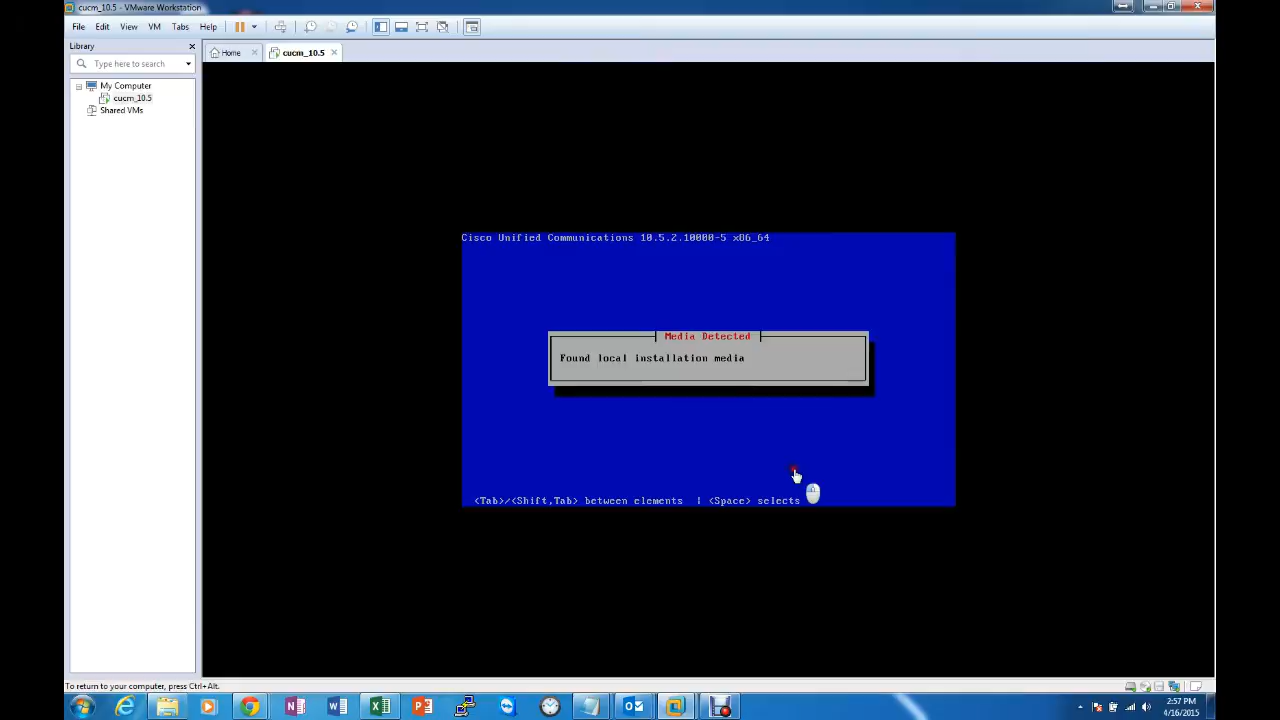 cucm_10.5 - VMware Workstation
File Edit View VM Tabs Help
Library
Type here to search
My Computer
cucm_10.5
Shared VMs
Home
cucm_10.5
Cisco Unified Communications 10.5.2.10000-5 x86_64
Media Detected
Found local installation media
<Tab>/<Shift,Tab> between elements | <Space> selects
To return to your computer, press Ctrl+Alt.
2:57 PM
4/16/2015